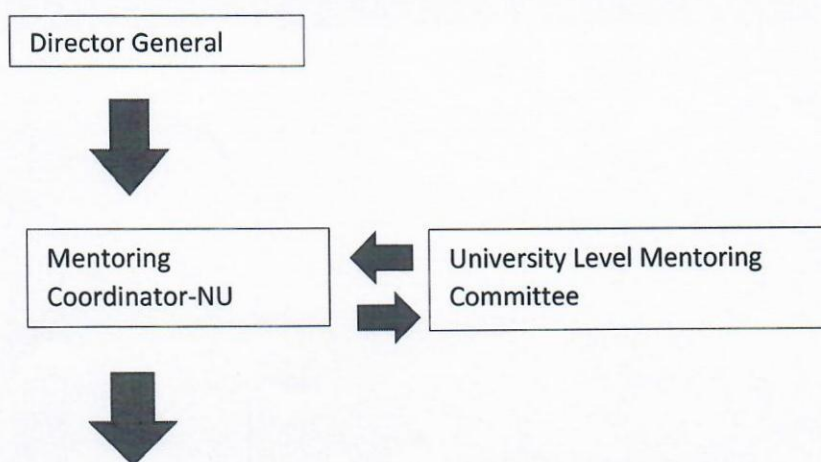 Director General
Mentoring
Coordinator-NU
University Level Mentoring
Committee